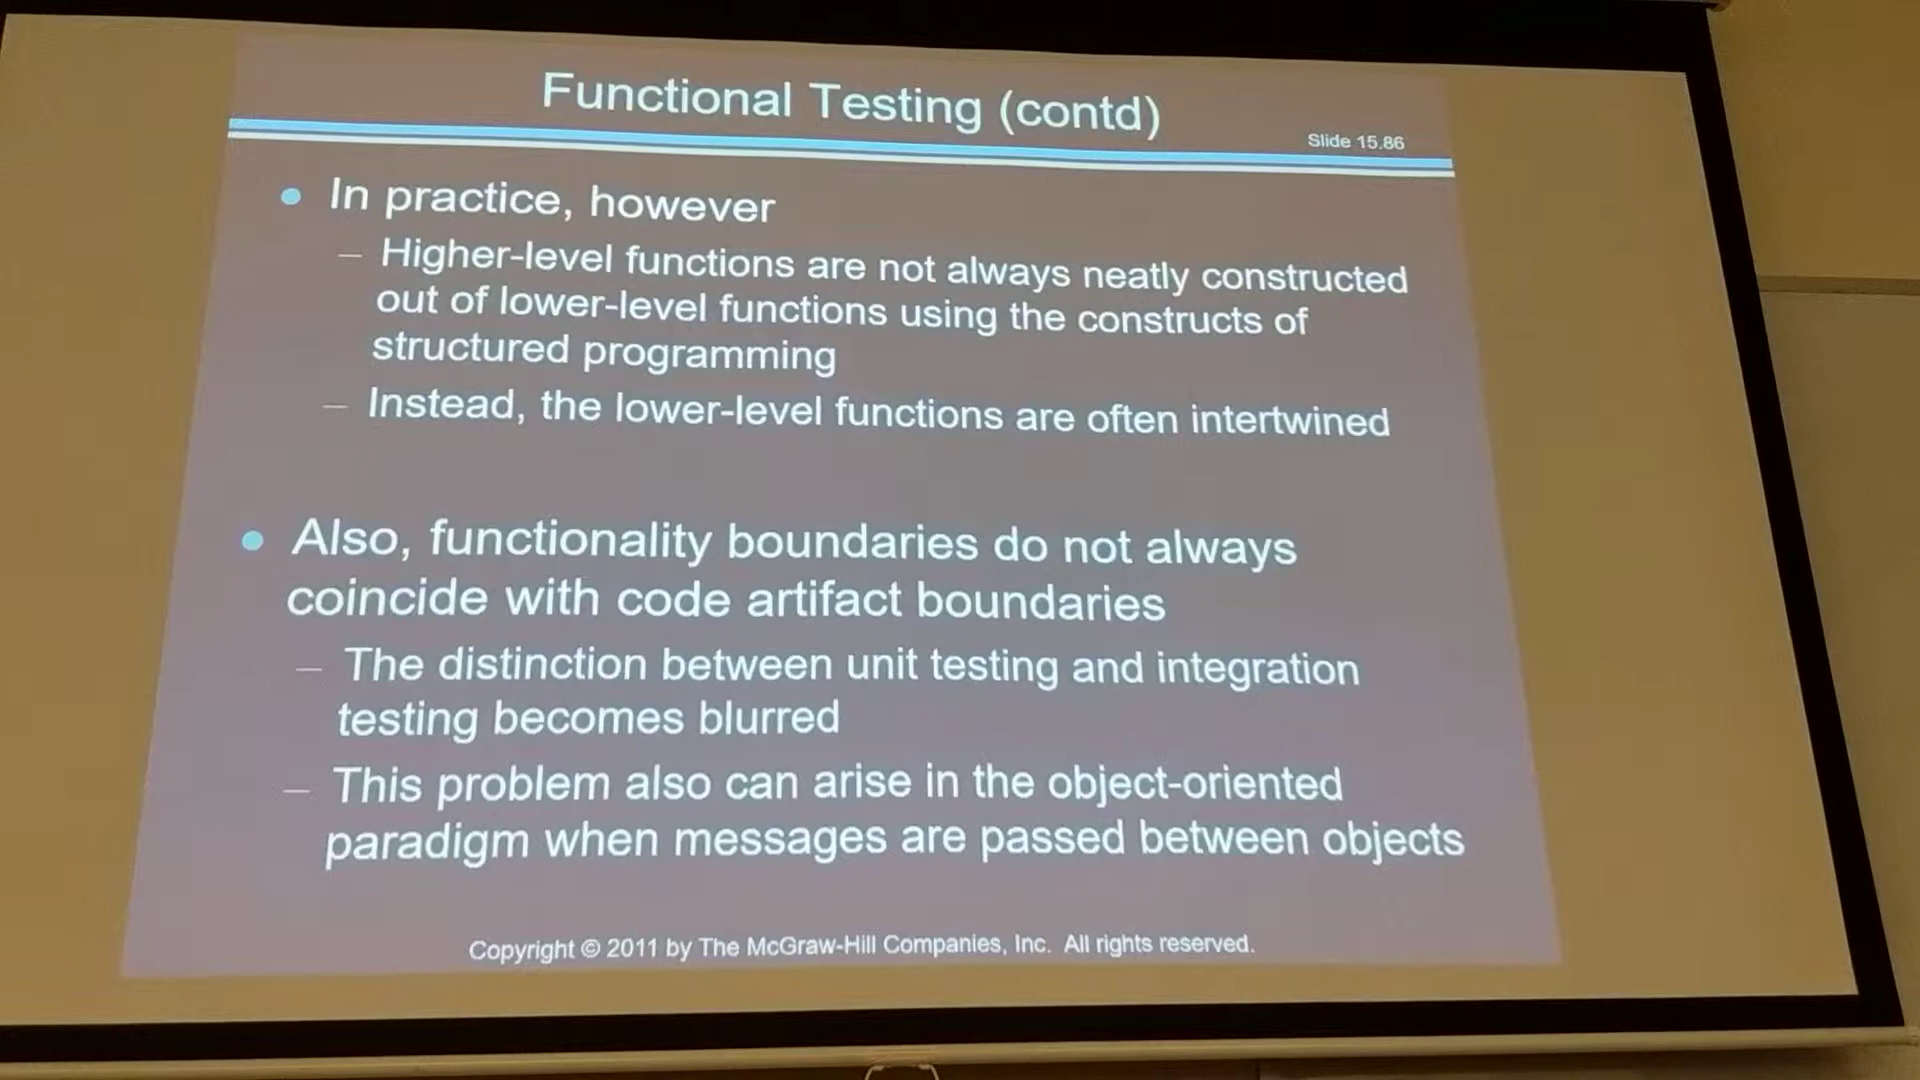 Functional Testing (contd)
Slide 15.86
• In practice, however
– Higher-level functions are not always neatly constructed
out of lower-level functions using the constructs of
structured programming
– Instead, the lower-level functions are often intertwined
• Also, functionality boundaries do not always
coincide with code artifact boundaries
– The distinction between unit testing and integration
testing becomes blurred
– This problem also can arise in the object-oriented
paradigm when messages are passed between objects
Copyright © 2011 by The McGraw-Hill Companies, Inc. All rights reserved.